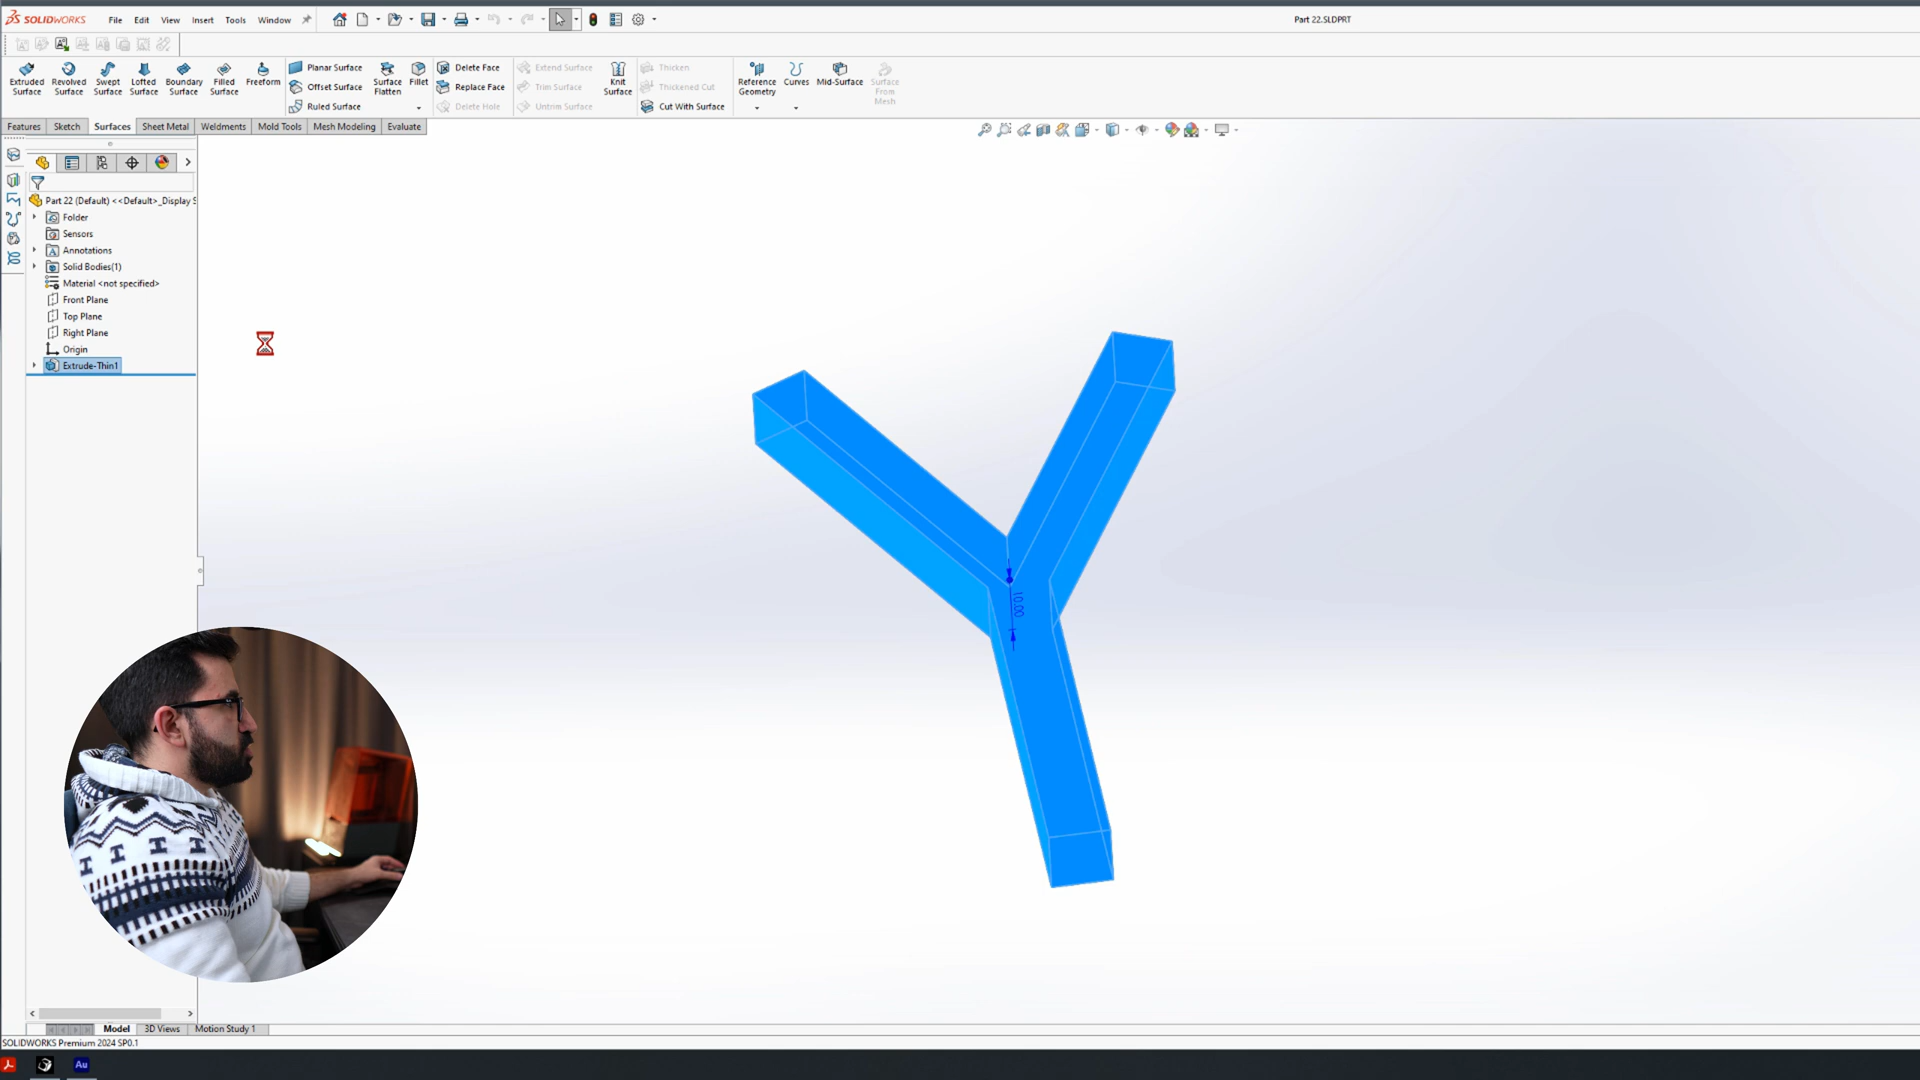 SOLIDWORKS File Edit View Insert Tools Window
Part 22.SLDPRT
Extruded Surface
Revolved Surface
Swept Surface
Lofted Surface
Boundary Surface
Filled Surface
Freeform
Planar Surface
Offset Surface
Ruled Surface
Surface Flatten
Fillet
Delete Face
Replace Face
Delete Hole
Extend Surface
Trim Surface
Untrim Surface
Knit Surface
Thicken
Thickened Cut
Cut With Surface
Reference Geometry
Curves
Mid-Surface
Surface From Mesh
Features Sketch Surfaces Sheet Metal Weldments Mold Tools Mesh Modeling Evaluate
Part 22 (Default) <<Default>_Display S
Folder
Sensors
Annotations
Solid Bodies(1)
Material <not specified>
Front Plane
Top Plane
Right Plane
Origin
Extrude-Thin1
10.00
Model 3D Views Motion Study 1
SOLIDWORKS Premium 2024 SP0.1
Au